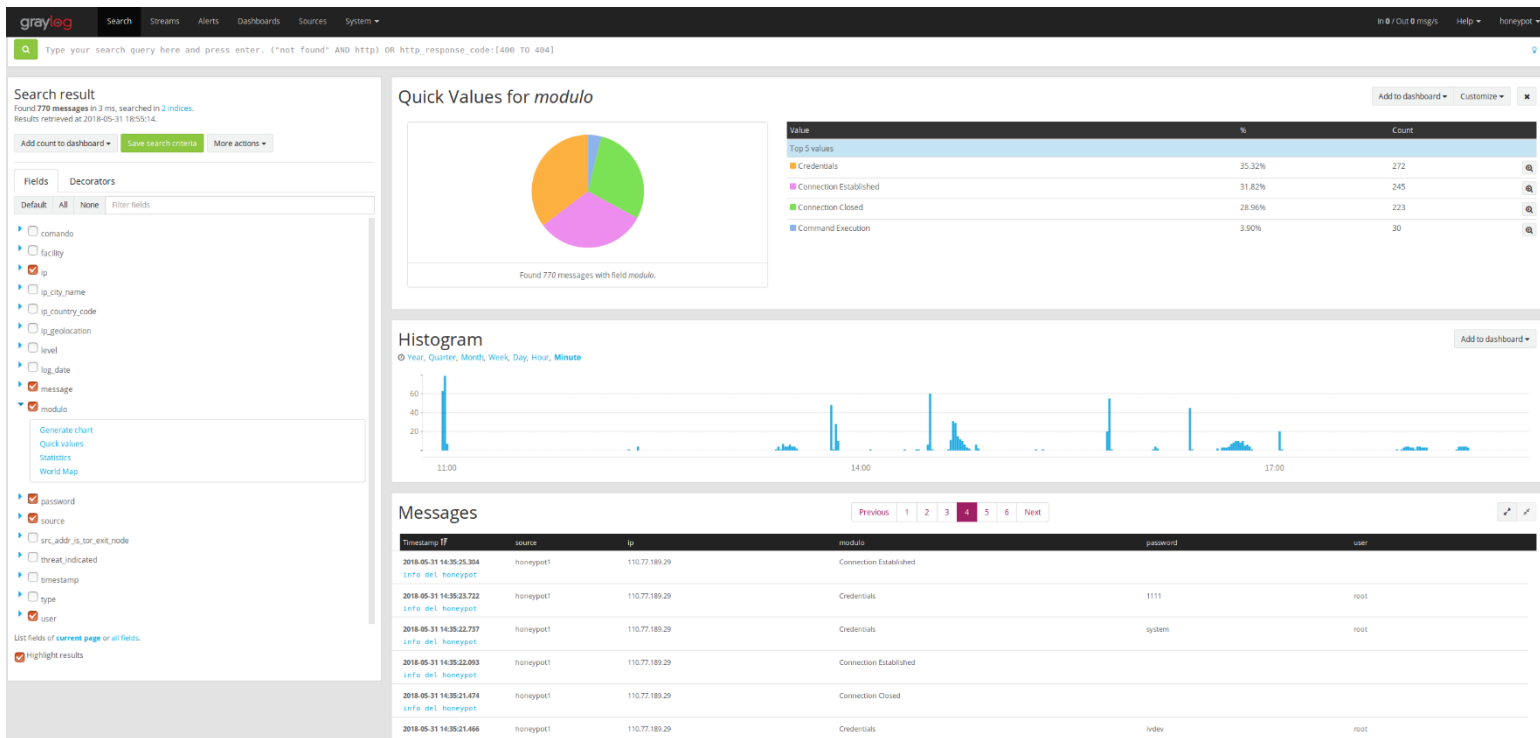 graylog Search Streams Alerts Dashboards Sources System In 0 / Out 0 msg/s Help honeypot
Type your search query here and press enter. ("not found" AND http) OR http_response_code:[400 TO 404]
Search result
Found 770 messages in 3 ms, searched in 2 indices.
Results retrieved at 2018-05-31 18:55:14.
Add count to dashboard Save search criteria More actions
Fields Decorators
Default All None Filter fields
comando
facility
ip
ip_city_name
ip_country_code
ip_geolocation
level
log_date
message
modulo
Generate chart
Quick values
Statistics
World Map
password
source
src_addr_is_tor_exit_node
threat_indicated
timestamp
type
user
List fields of current page or all fields.
Highlight results
Quick Values for modulo
Add to dashboard Customize
Found 770 messages with field modulo.
Value % Count
Top 5 values
Credentials 35.32% 272
Connection Established 31.82% 245
Connection Closed 28.96% 223
Command Execution 3.90% 30
Histogram
Add to dashboard
Year, Quarter, Month, Week, Day, Hour, Minute
60
40
20
11:00 14:00 17:00
Messages
Previous 1 2 3 4 5 6 Next
Timestamp source ip modulo password user
2018-05-31 14:35:25.304 honeypot1 110.77.189.29 Connection Established
info del honeypot
2018-05-31 14:35:23.722 honeypot1 110.77.189.29 Credentials 1111 root
info del honeypot
2018-05-31 14:35:22.737 honeypot1 110.77.189.29 Credentials system root
info del honeypot
2018-05-31 14:35:22.093 honeypot1 110.77.189.29 Connection Established
info del honeypot
2018-05-31 14:35:21.474 honeypot1 110.77.189.29 Connection Closed
info del honeypot
2018-05-31 14:35:21.466 honeypot1 110.77.189.29 Credentials ivdev root